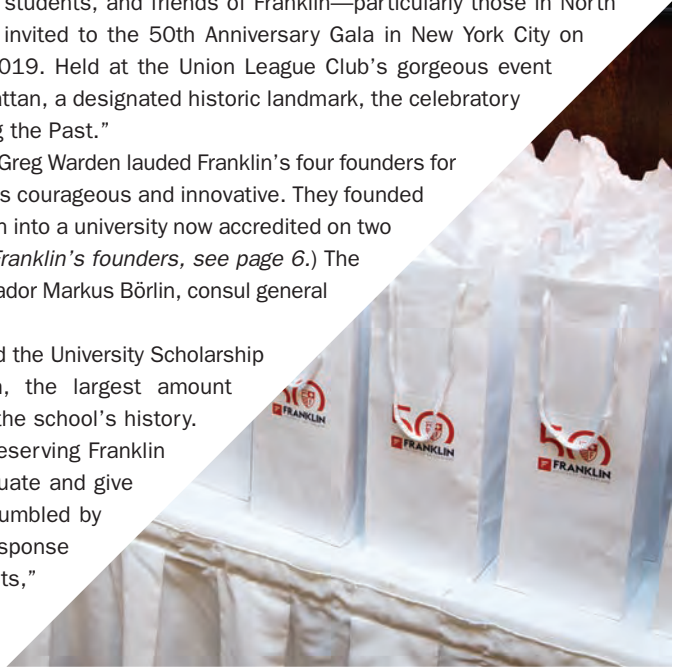 students, and friends of Franklin—particularly those in North
invited to the 50th Anniversary Gala in New York City on
019. Held at the Union League Club's gorgeous event
attan, a designated historic landmark, the celebratory
g the Past.”
Greg Warden lauded Franklin's four founders for
s courageous and innovative. They founded
n into a university now accredited on two
Franklin's founders, see page 6.) The
ador Markus Börlin, consul general
d the University Scholarship
n, the largest amount
the school's history.
eserving Franklin
uate and give
umbled by
sponse
ts,”
50
FRANKLIN
50
FRANKLIN
50
FRANKLIN